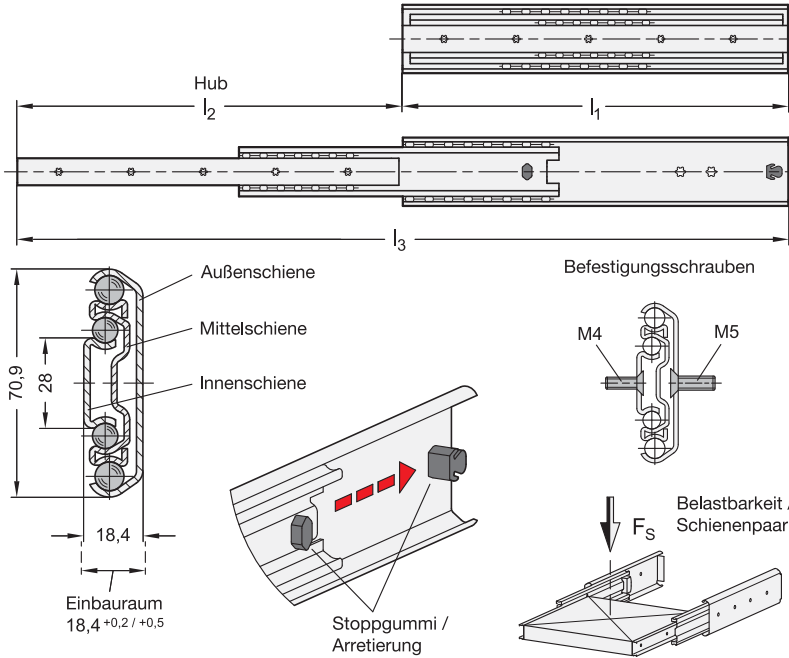 Hub
l2
l1
l3
Außenschiene
Mittelschiene
Innenschiene
70,9
28
18,4
Einbauraum
18,4 +0,2 / +0,5
Befestigungsschrauben
M4
M5
Stoppgummi /
Arretierung
FS
Belastbarkeit /
Schienenpaar